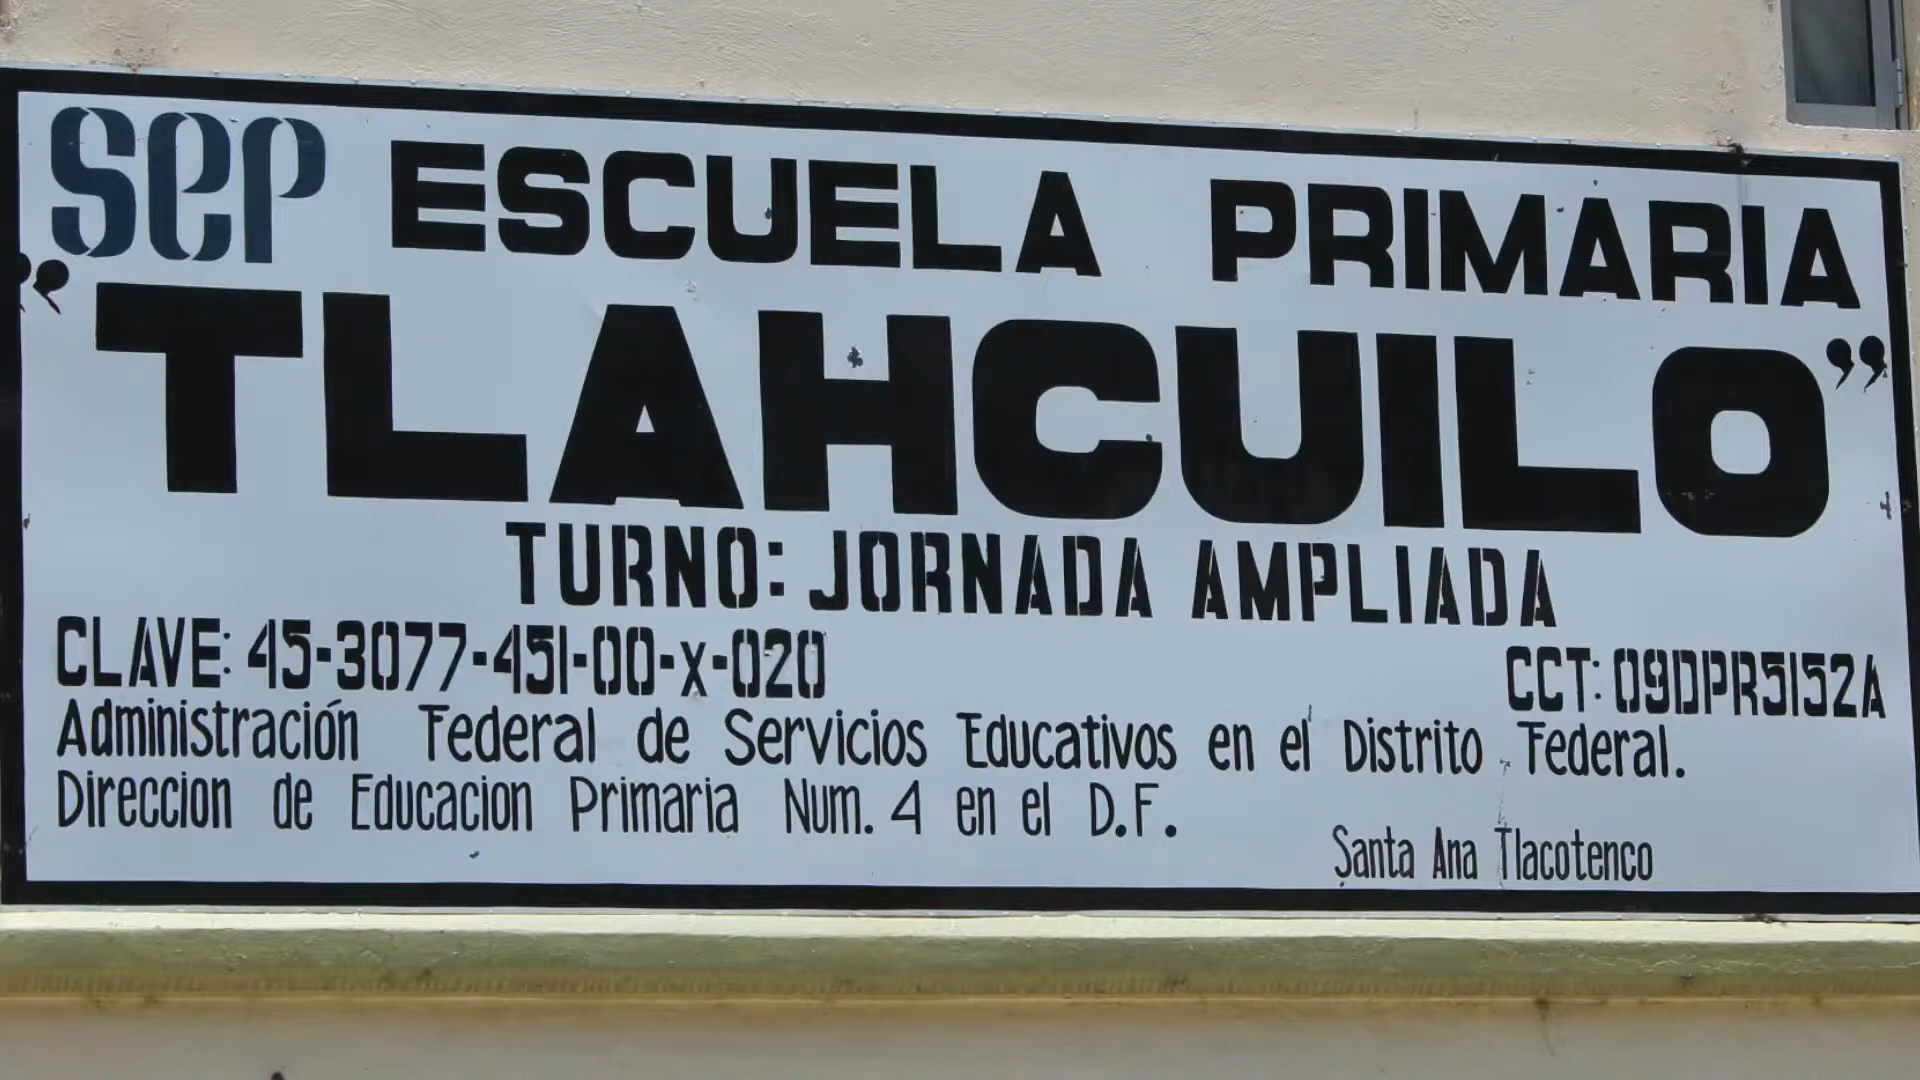 SEP ESCUELA PRIMARIA
"TLAHCUILO"
TURNO: JORNADA AMPLIADA
CLAVE: 45-3077-451-00-X-020 CCT: 09DPR5152A
Administración Federal de Servicios Educativos en el Distrito Federal.
Direccion de Educacion Primaria Num. 4 en el D.F.
Santa Ana Tlacotenco